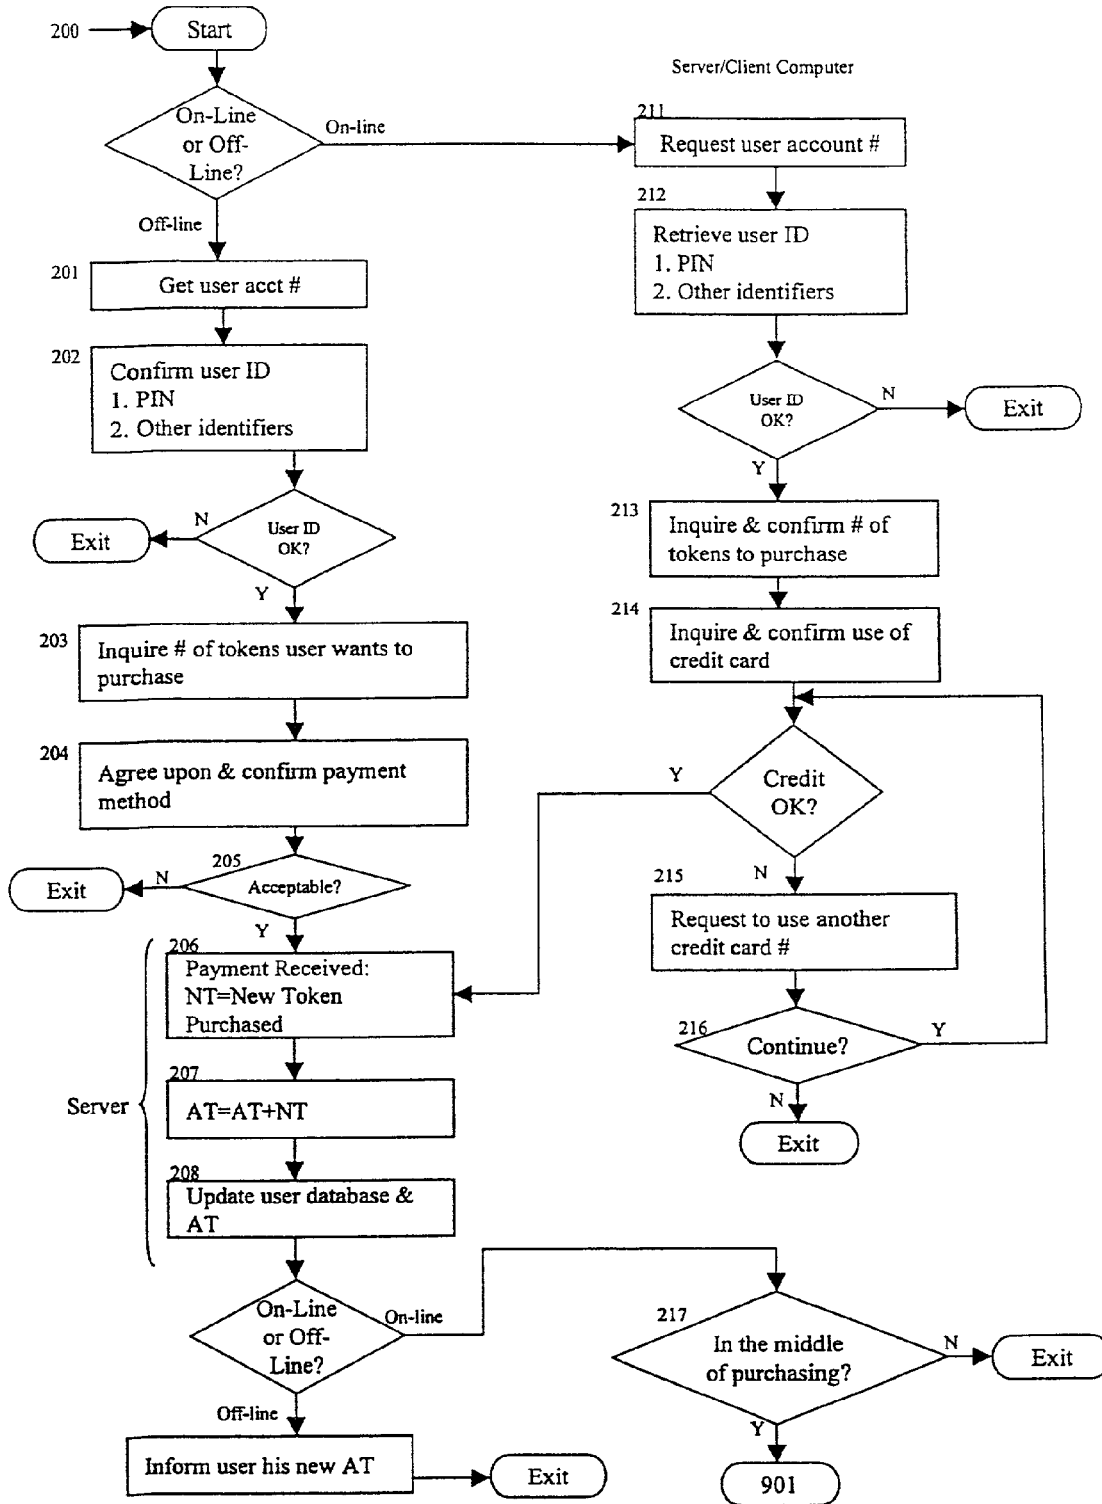 200
Start
Server/Client Computer
On-Line
or Off-
Line?
On-line
Off-line
211
Request user account #
212
Retrieve user ID
1. PIN
2. Other identifiers
User ID
OK?
N
Exit
Y
213
Inquire & confirm # of
tokens to purchase
214
Inquire & confirm use of
credit card
Credit
OK?
Y
N
215
Request to use another
credit card #
216
Continue?
Y
N
Exit
201
Get user acct #
202
Confirm user ID
1. PIN
2. Other identifiers
User ID
OK?
N
Exit
Y
203
Inquire # of tokens user wants to
purchase
204
Agree upon & confirm payment
method
205
Acceptable?
N
Exit
Y
Server
206
Payment Received:
NT=New Token
Purchased
207
AT=AT+NT
208
Update user database &
AT
On-Line
or Off-
Line?
On-line
Off-line
Inform user his new AT
Exit
217
In the middle
of purchasing?
N
Exit
Y
901